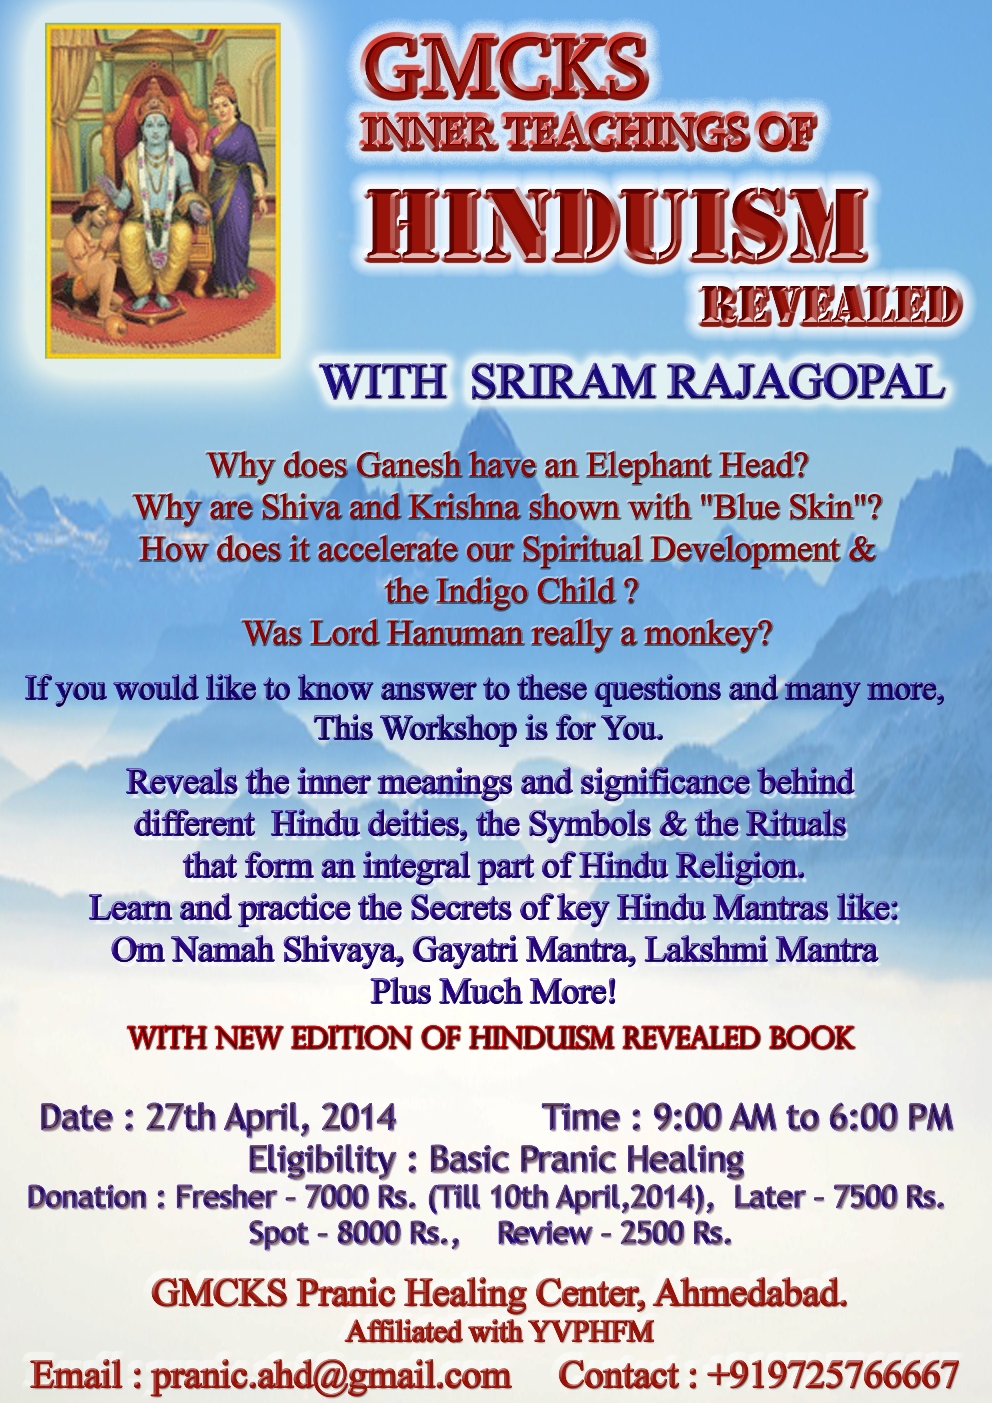 GMCKS
INNER TEACHINGS OF
HINDUISM
REVEALED
WITH SRIRAM RAJAGOPAL
Why does Ganesh have an Elephant Head?
Why are Shiva and Krishna shown with "Blue Skin"?
How does it accelerate our Spiritual Development &
the Indigo Child ?
Was Lord Hanuman really a monkey?
If you would like to know answer to these questions and many more,
This Workshop is for You.
Reveals the inner meanings and significance behind
different Hindu deities, the Symbols & the Rituals
that form an integral part of Hindu Religion.
Learn and practice the Secrets of key Hindu Mantras like:
Om Namah Shivaya, Gayatri Mantra, Lakshmi Mantra
Plus Much More!
WITH NEW EDITION OF HINDUISM REVEALED BOOK
Date : 27th April, 2014 Time : 9:00 AM to 6:00 PM
Eligibility : Basic Pranic Healing
Donation : Fresher - 7000 Rs. (Till 10th April,2014), Later - 7500 Rs.
Spot - 8000 Rs., Review - 2500 Rs.
GMCKS Pranic Healing Center, Ahmedabad.
Affiliated with YVPHFM
Email : pranic.ahd@gmail.com Contact : +919725766667